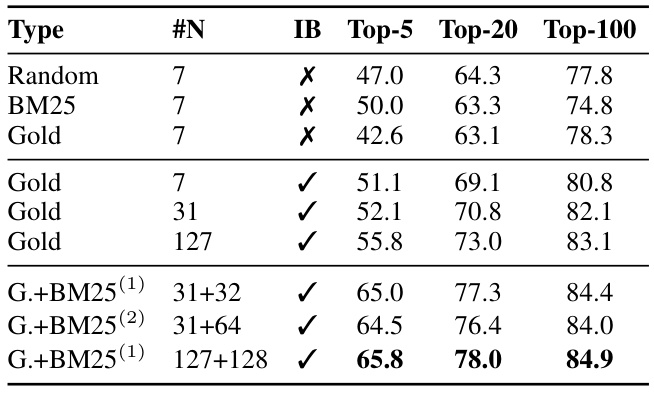 Type #N IB Top-5 Top-20 Top-100
Random 7 ✗ 47.0 64.3 77.8
BM25 7 ✗ 50.0 63.3 74.8
Gold 7 ✗ 42.6 63.1 78.3
Gold 7 ✓ 51.1 69.1 80.8
Gold 31 ✓ 52.1 70.8 82.1
Gold 127 ✓ 55.8 73.0 83.1
G.+BM25(1) 31+32 ✓ 65.0 77.3 84.4
G.+BM25(2) 31+64 ✓ 64.5 76.4 84.0
G.+BM25(1) 127+128 ✓ 65.8 78.0 84.9